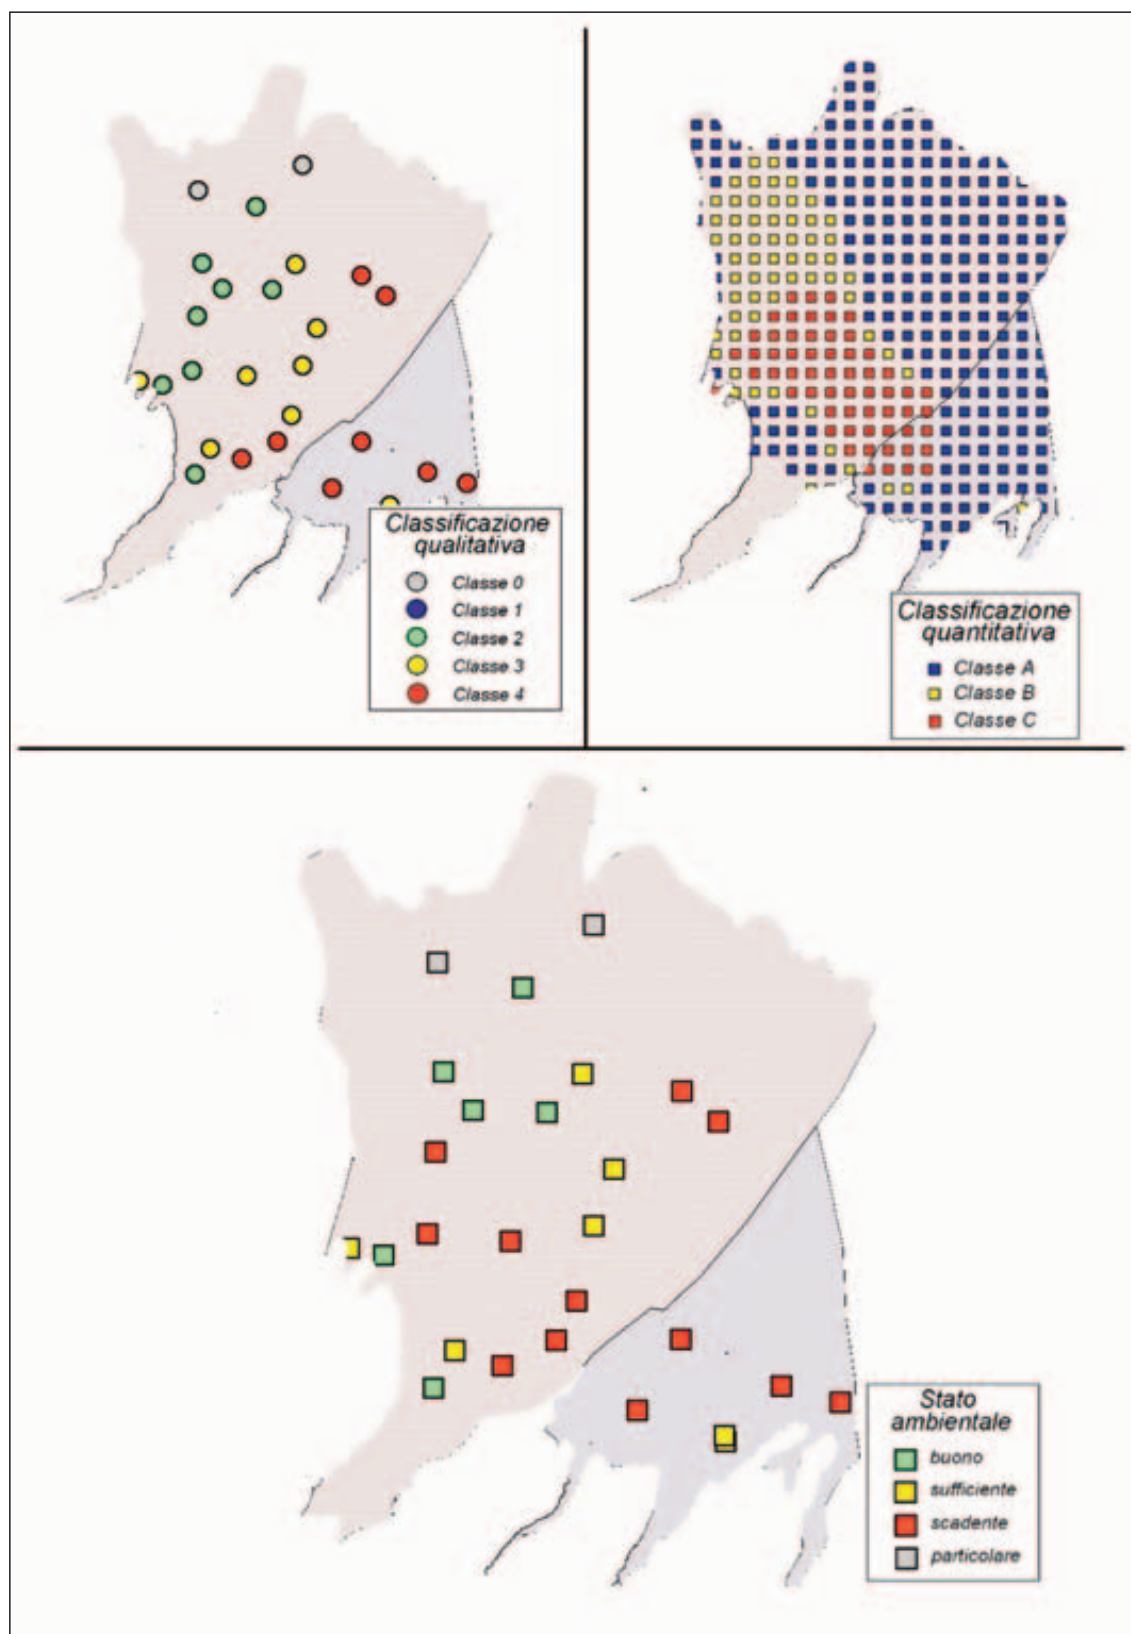 Classificazione
qualitativa
Classe 0
Classe 1
Classe 2
Classe 3
Classe 4
Classificazione
quantitativa
Classe A
Classe B
Classe C
Stato
ambientale
buono
sufficiente
scadente
particolare